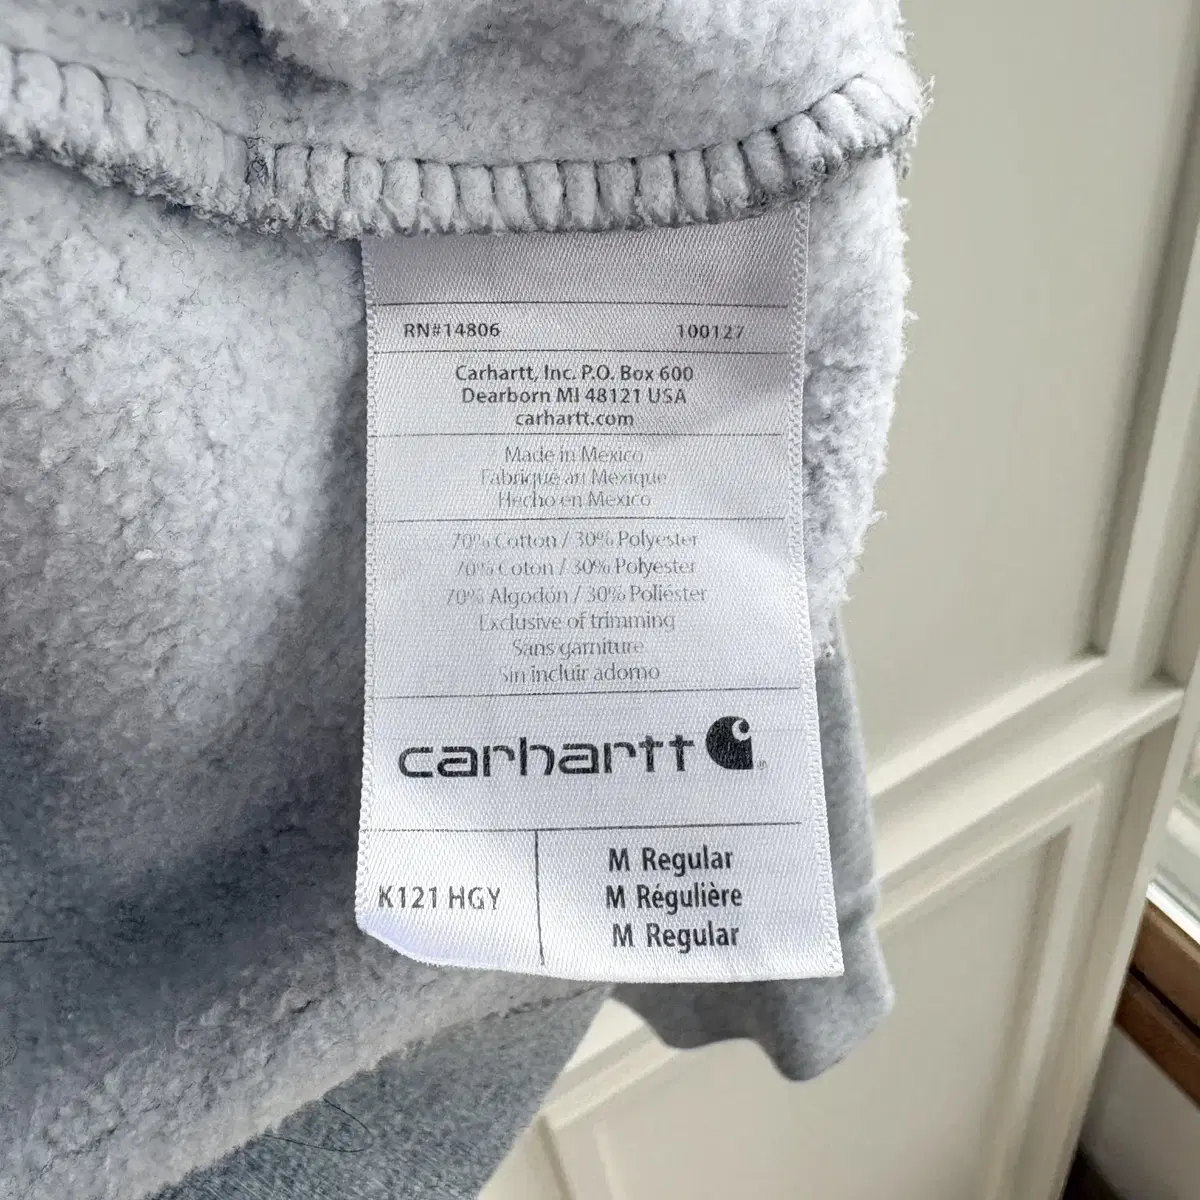 RN#14806 100127
Carhartt, Inc. P.O. Box 600
Dearborn MI 48121 USA
carhartt.com
Made in Mexico
Fabriqué au Mexique
Hecho en Mexico
70% Cotton / 30% Polyester
70% Coton / 30% Polyester
70% Algodón / 30% Poliéster
Exclusive of trimming
Sans garniture
Sin incluir adorno
carhartt ®
K121 HGY
M Regular
M Régulière
M Regular